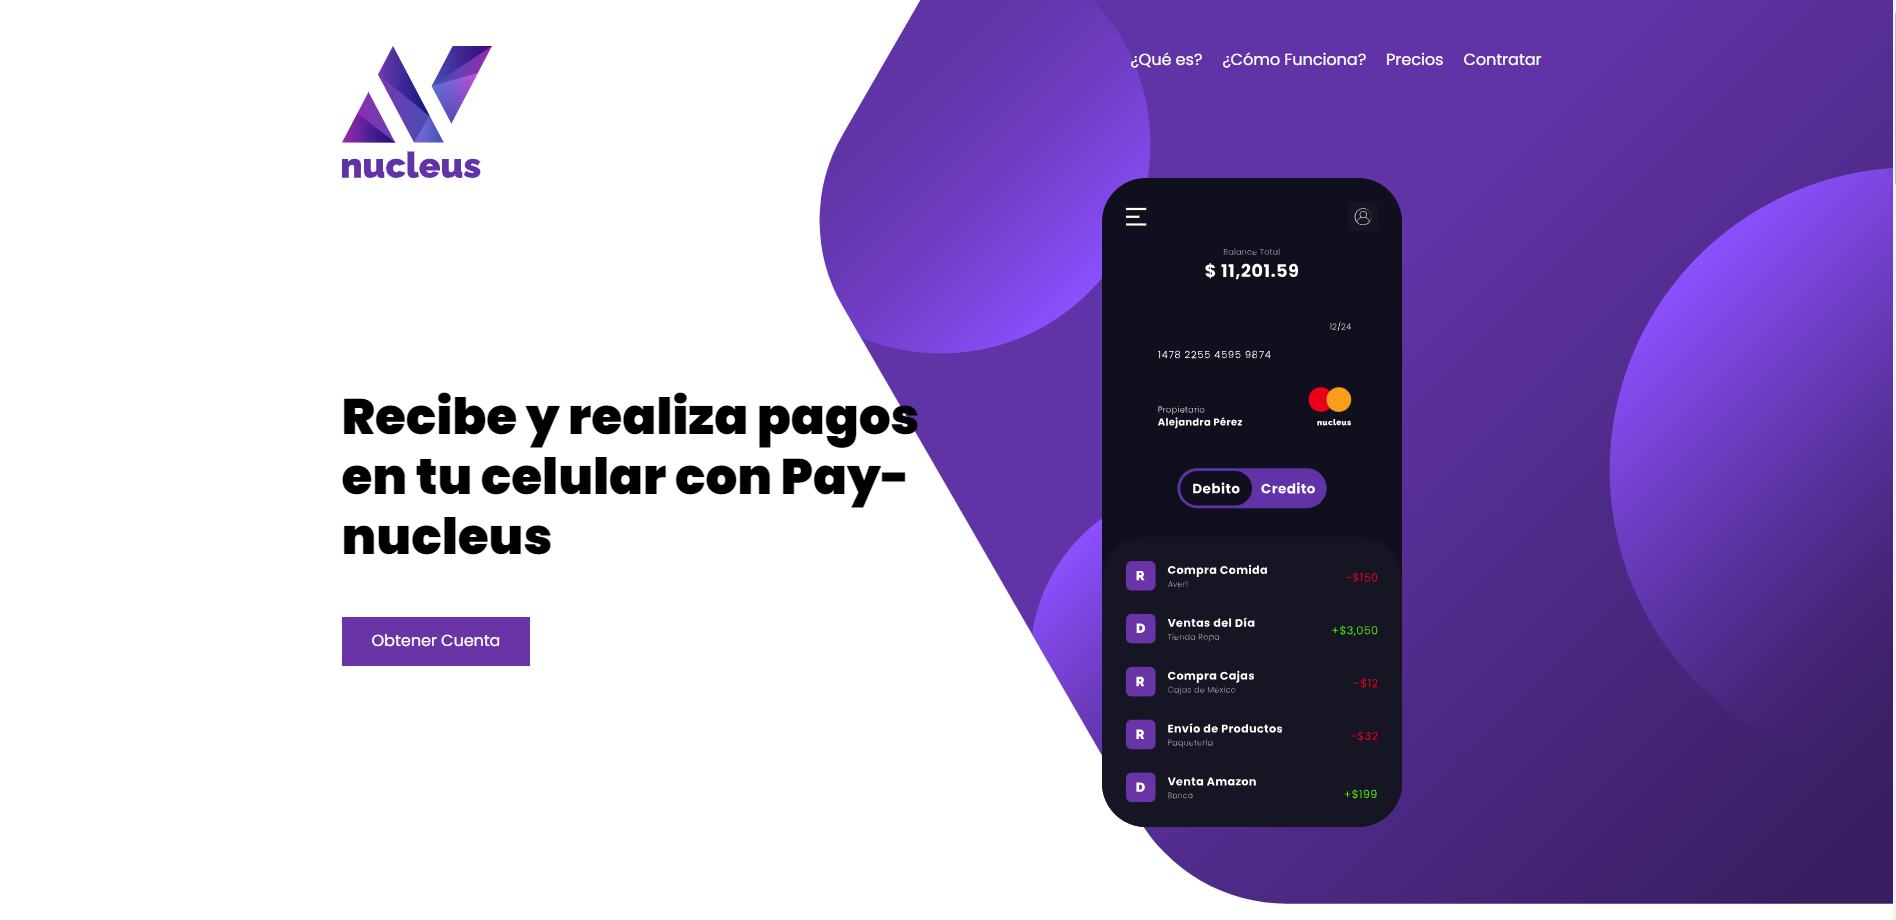 ¿Qué es? ¿Cómo Funciona? Precios Contratar
nucleus
Balance Total
$ 11,201.59
12/24
1478 2255 4595 9874
Propietario
Alejandra Pérez
nucleus
Recibe y realiza pagos
en tu celular con Pay-
nucleus
Obtener Cuenta
Debito Credito
R Compra Comida -$150
Aver!
D Ventas del Día +$3,050
Tienda Ropa
R Compra Cajas -$12
Cajas de México
R Envío de Productos -$32
Paquetería
D Venta Amazon +$199
Banco